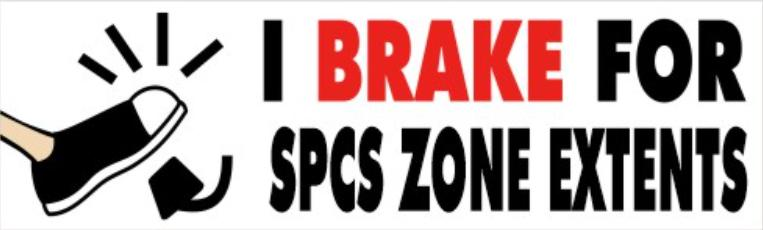 I BRAKE FOR
SPCS ZONE EXTENTS